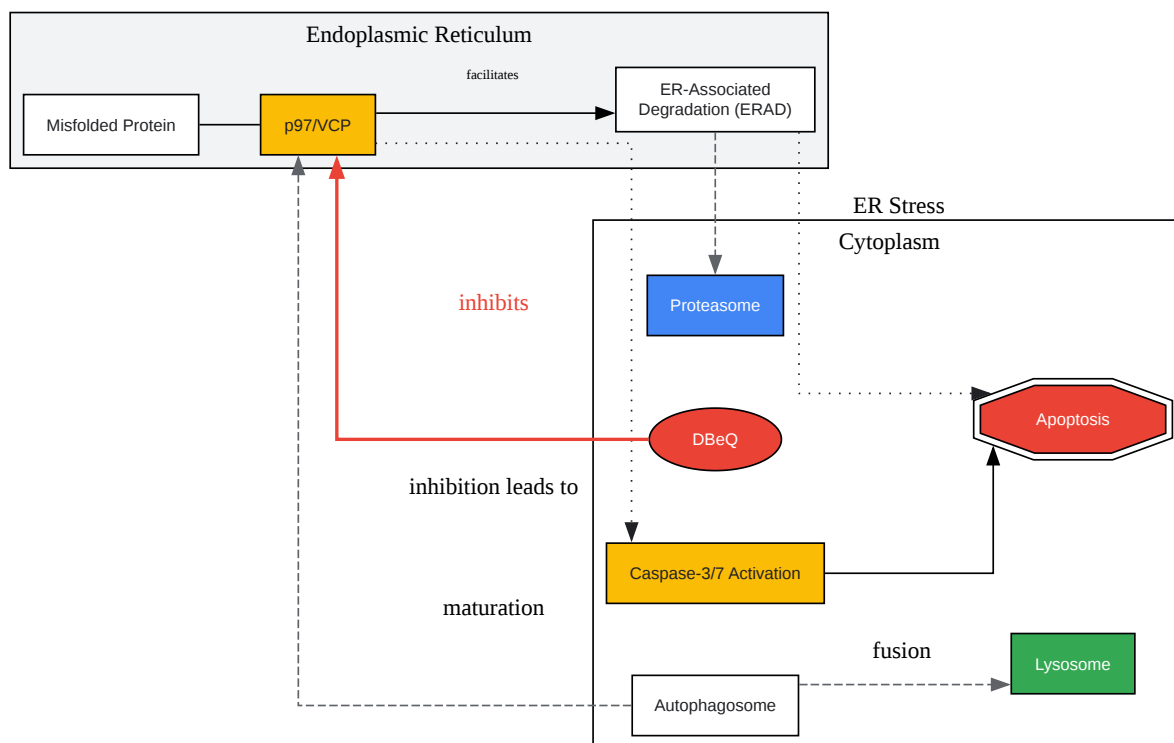 Endoplasmic Reticulum
facilitates
ER-Associated
Degradation (ERAD)
Misfolded Protein
p97/VCP
ER Stress
Cytoplasm
inhibits
Proteasome
Apoptosis
DBeQ
inhibition leads to
Caspase-3/7 Activation
maturation
fusion
Lysosome
Autophagosome